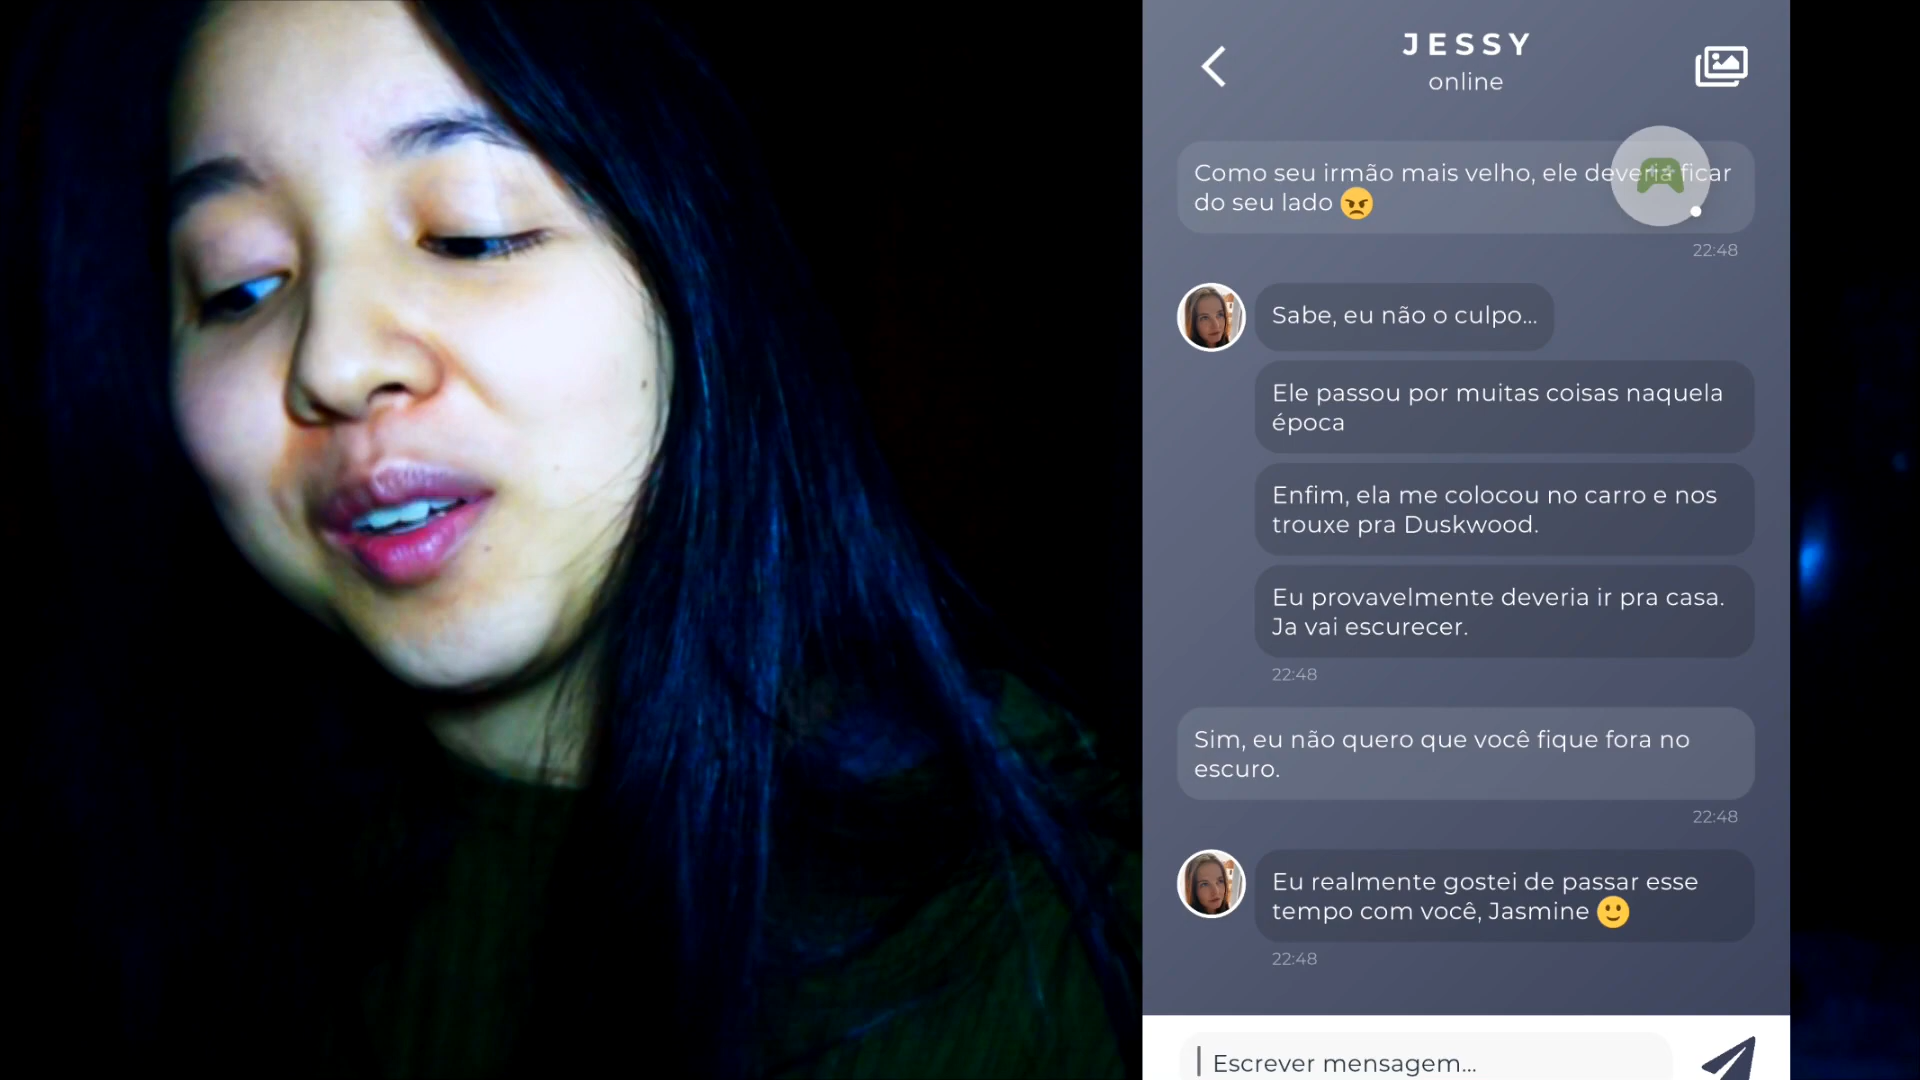 JESSY
online
Como seu irmão mais velho, ele deveria ficar
do seu lado 😠
22:48
Sabe, eu não o culpo...
Ele passou por muitas coisas naquela
época
Enfim, ela me colocou no carro e nos
trouxe pra Duskwood.
Eu provavelmente deveria ir pra casa.
Ja vai escurecer.
22:48
Sim, eu não quero que você fique fora no
escuro.
22:48
Eu realmente gostei de passar esse
tempo com você, Jasmine 🙂
22:48
Escrever mensagem...